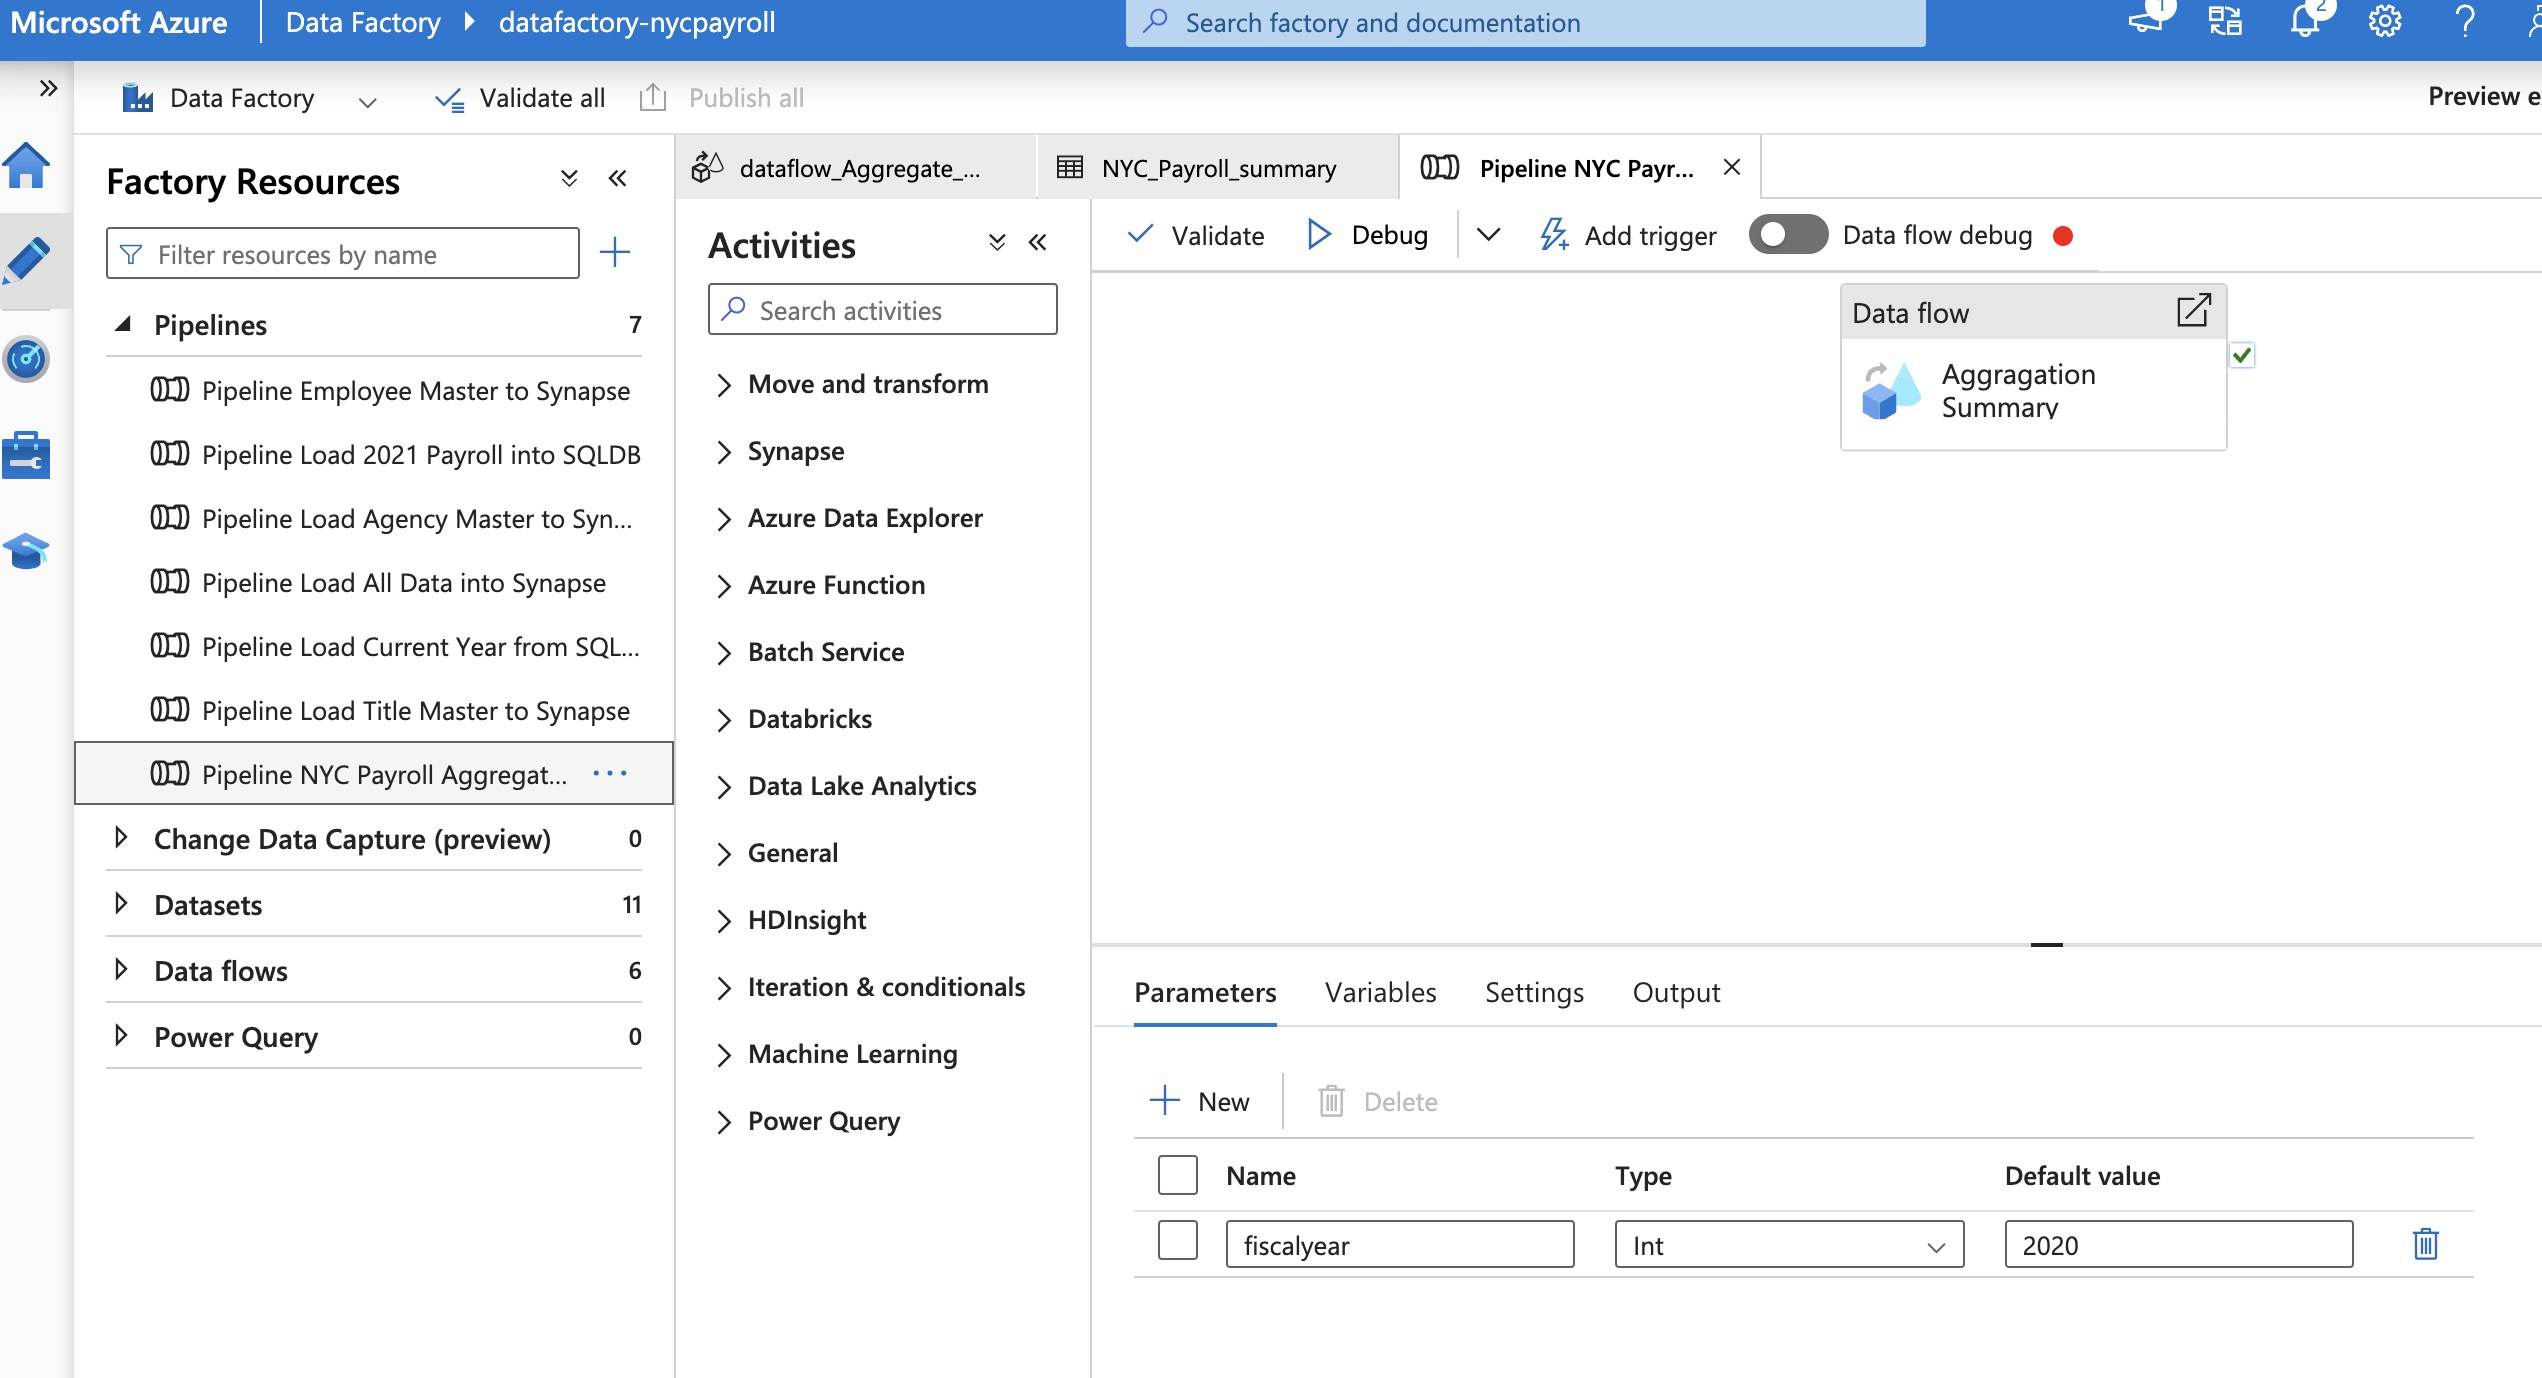 Microsoft Azure
Data Factory
datafactory-nycpayroll
Search factory and documentation
1
2
Data Factory
Validate all
Publish all
Preview e
Factory Resources
Filter resources by name
Pipelines 7
Pipeline Employee Master to Synapse
Pipeline Load 2021 Payroll into SQLDB
Pipeline Load Agency Master to Syn...
Pipeline Load All Data into Synapse
Pipeline Load Current Year from SQL...
Pipeline Load Title Master to Synapse
Pipeline NYC Payroll Aggregat...
Change Data Capture (preview) 0
Datasets 11
Data flows 6
Power Query 0
dataflow_Aggregate_...
NYC_Payroll_summary
Pipeline NYC Payr...
Activities
Search activities
Move and transform
Synapse
Azure Data Explorer
Azure Function
Batch Service
Databricks
Data Lake Analytics
General
HDInsight
Iteration & conditionals
Machine Learning
Power Query
Validate
Debug
Add trigger
Data flow debug
Data flow
Aggragation
Summary
Parameters
Variables
Settings
Output
New
Delete
Name Type Default value
fiscalyear Int 2020